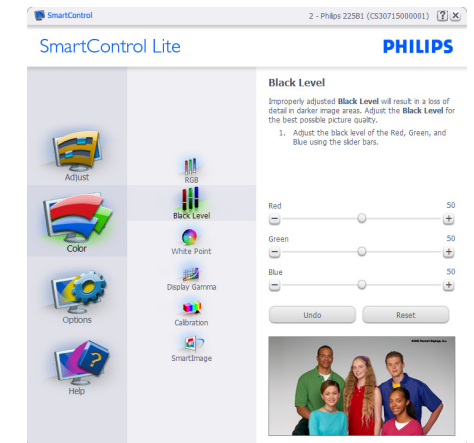 SmartControl
2 - Philips 225B1 (CS30715000001)
?
X
SmartControl Lite
PHILIPS
Adjust
Color
Options
Help
RGB
Black Level
White Point
Display Gamma
Calibration
SmartImage
Black Level
Improperly adjusted Black Level will result in a loss of
detail in darker image areas. Adjust the Black Level for
the best possible picture quality.
1. Adjust the black level of the Red, Green, and
Blue using the slider bars.
Red 50
Green 50
Blue 50
Undo
Reset